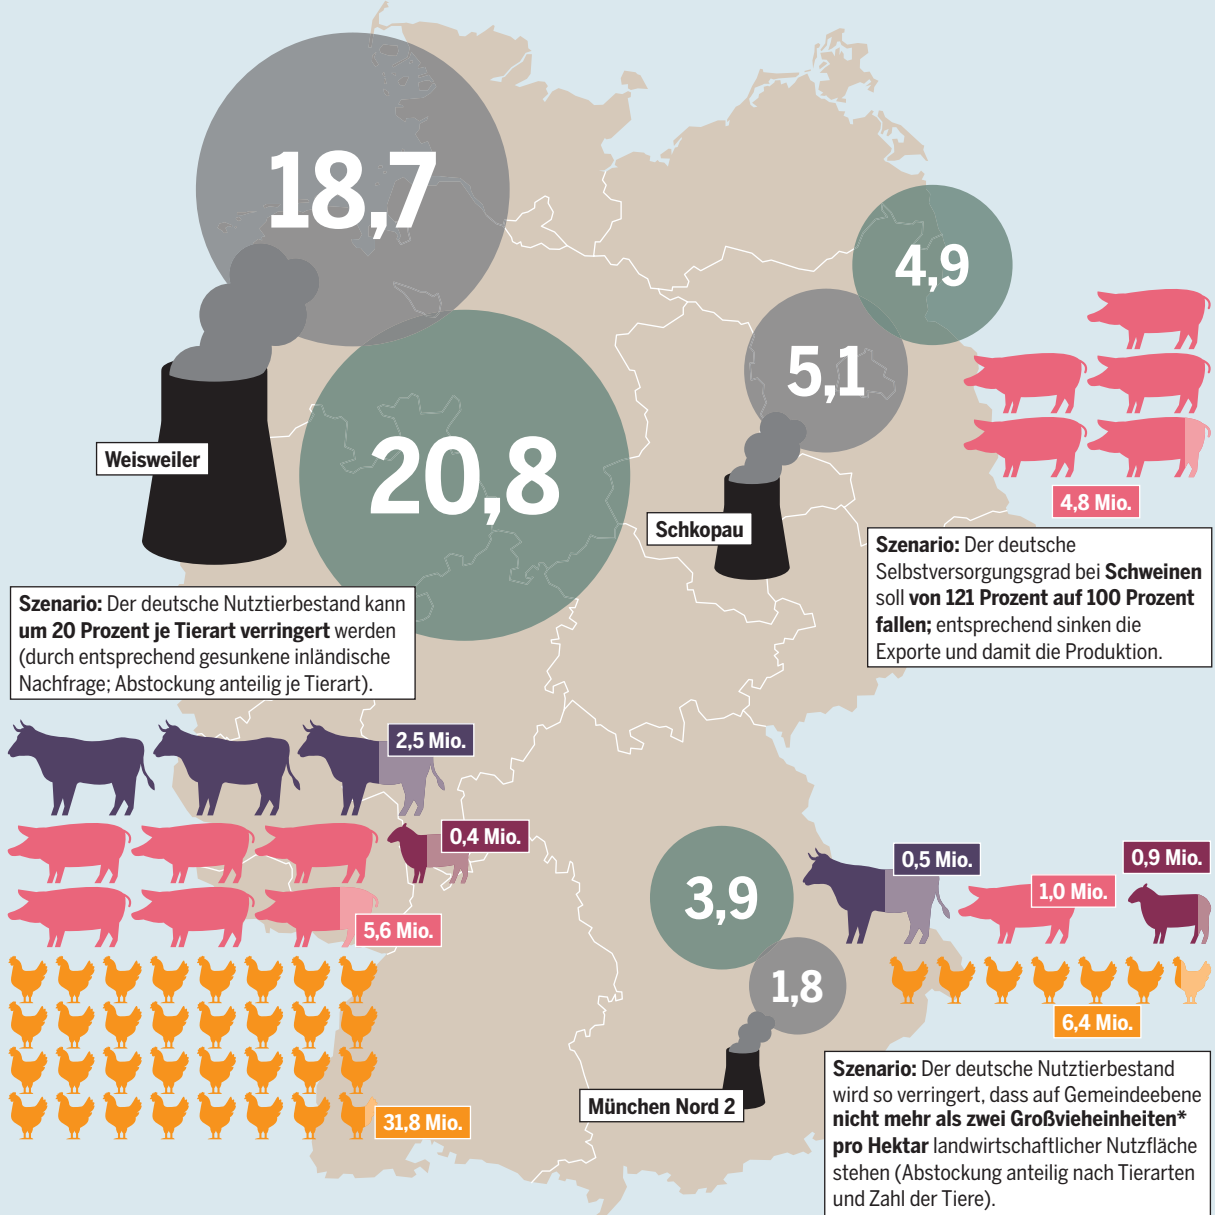 18,7
4,9
5,1
20,8
Weisweiler
4,8 Mio.
Schkopau
Szenario: Der deutsche
Selbstversorgungsgrad bei Schweinen
soll von 121 Prozent auf 100 Prozent
fallen; entsprechend sinken die
Exporte und damit die Produktion.
Szenario: Der deutsche Nutztierbestand kann
um 20 Prozent je Tierart verringert werden
(durch entsprechend gesunkene inländische
Nachfrage; Abstockung anteilig je Tierart).
2,5 Mio.
0,4 Mio.
5,6 Mio.
31,8 Mio.
3,9
0,5 Mio.
0,9 Mio.
1,0 Mio.
1,8
6,4 Mio.
München Nord 2
Szenario: Der deutsche Nutztierbestand
wird so verringert, dass auf Gemeindeebene
nicht mehr als zwei Großvieheinheiten*
pro Hektar landwirtschaftlicher Nutzfläche
stehen (Abstockung anteilig nach Tierarten
und Zahl der Tiere).